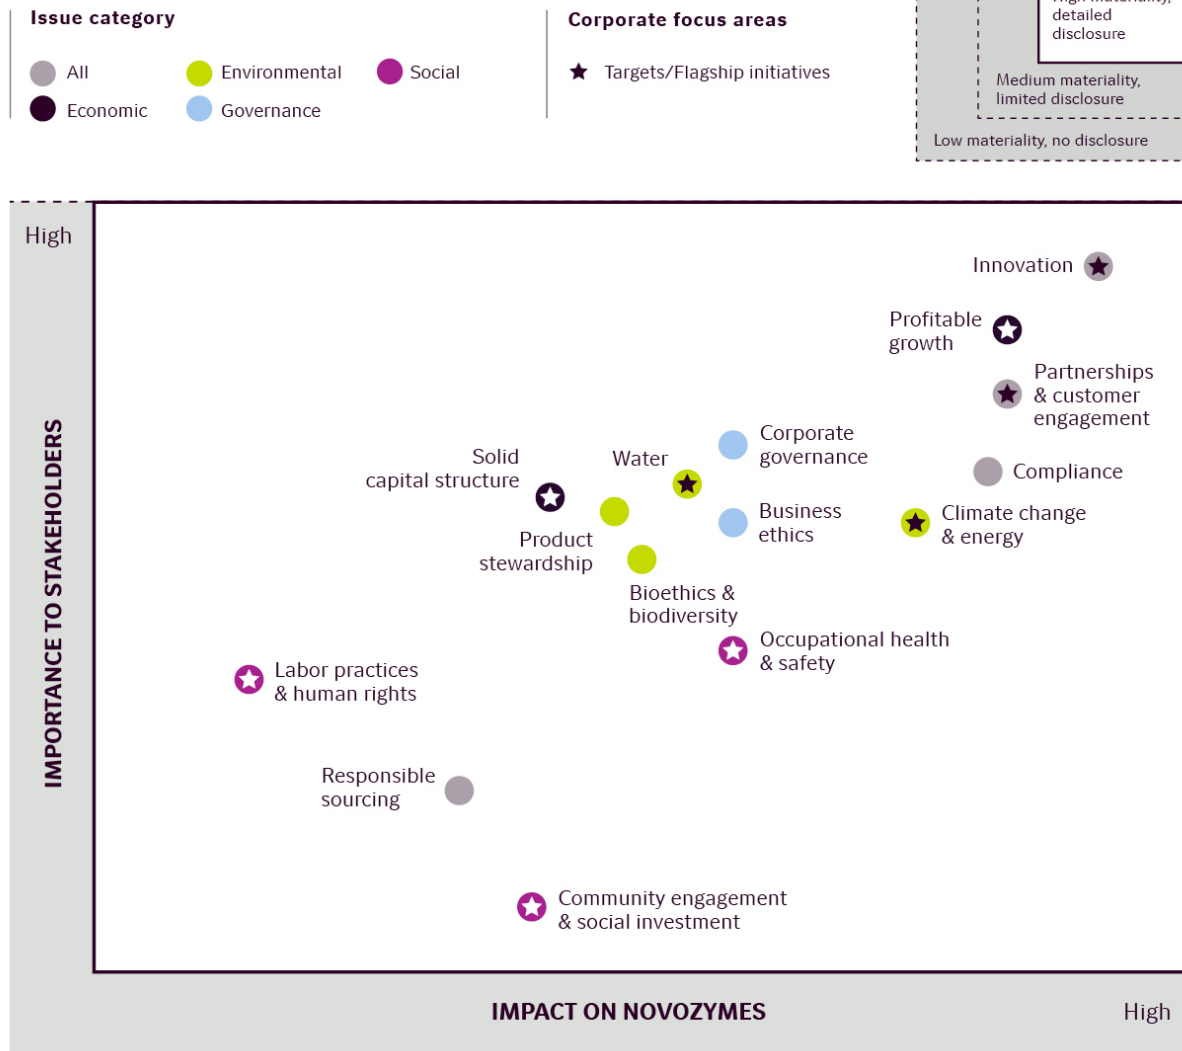 Issue category
All
Environmental
Social
Economic
Governance
Corporate focus areas
Targets/Flagship initiatives
High materiality,
detailed
disclosure
Medium materiality,
limited disclosure
Low materiality, no disclosure
High
IMPORTANCE TO STAKEHOLDERS
Innovation
Profitable
growth
Partnerships
& customer
engagement
Corporate
governance
Compliance
Solid
capital structure
Water
Business
ethics
Climate change
& energy
Product
stewardship
Bioethics &
biodiversity
Occupational health
& safety
Labor practices
& human rights
Responsible
sourcing
Community engagement
& social investment
IMPACT ON NOVOZYMES
High